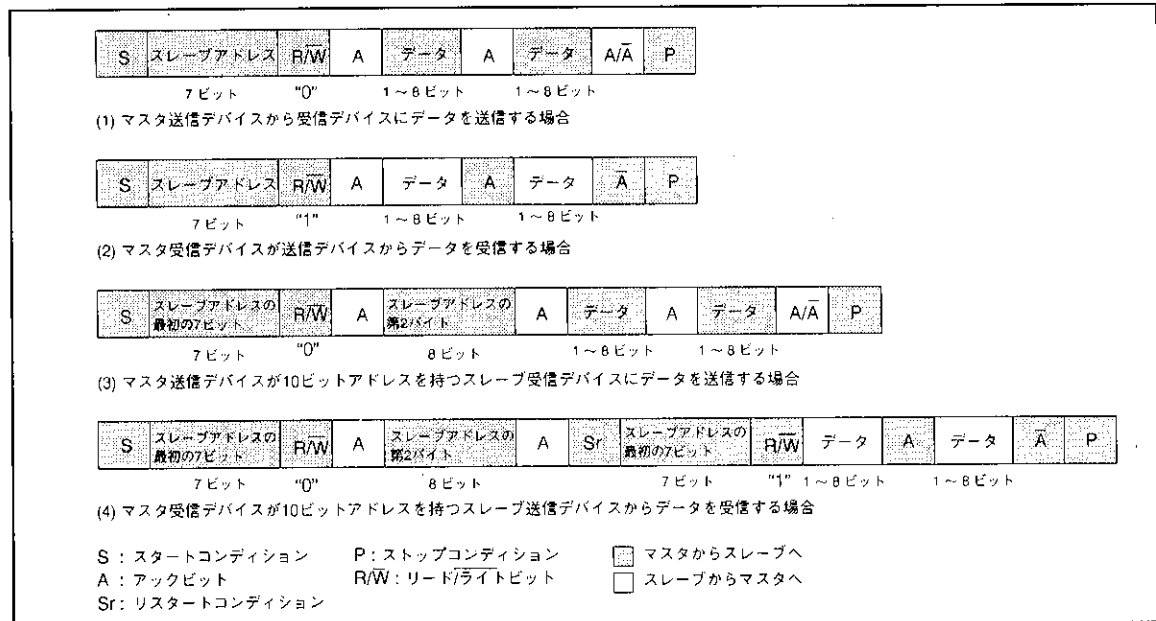 S スレーブアドレス R/W̅ A データ A データ A/A̅ P
7ビット "0" 1～8ビット 1～8ビット
(1) マスタ送信デバイスから受信デバイスにデータを送信する場合
S スレーブアドレス R/W̅ A データ A データ A̅ P
7ビット "1" 1～8ビット 1～8ビット
(2) マスタ受信デバイスが送信デバイスからデータを受信する場合
S スレーブアドレスの最初の7ビット R/W̅ A スレーブアドレスの第2バイト A データ A データ A/A̅ P
7ビット "0" 8ビット 1～8ビット 1～8ビット
(3) マスタ送信デバイスが10ビットアドレスを持つスレーブ受信デバイスにデータを送信する場合
S スレーブアドレスの最初の7ビット R/W̅ A スレーブアドレスの第2バイト A Sr スレーブアドレスの最初の7ビット R/W̅ データ A データ A̅ P
7ビット "0" 8ビット 7ビット "1" 1～8ビット 1～8ビット
(4) マスタ受信デバイスが10ビットアドレスを持つスレーブ送信デバイスからデータを受信する場合
S : スタートコンディション P : ストップコンディション マスタからスレーブへ
A : アックビット R/W̅ : リード/ライトビット スレーブからマスタへ
Sr : リスタートコンディション